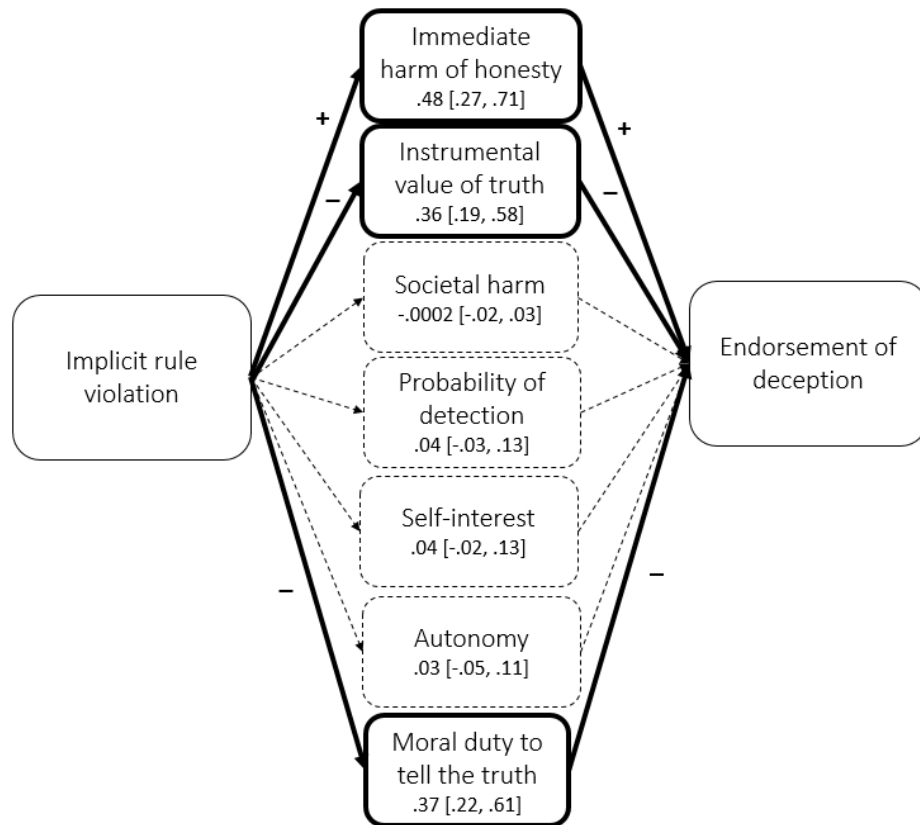 Immediate
harm of honesty
.48 [.27, .71]
+
+
Instrumental
value of truth
.36 [.19, .58]
–
–
Societal harm
-.0002 [-.02, .03]
Implicit rule
violation
Endorsement of
deception
Probability of
detection
.04 [-.03, .13]
Self-interest
.04 [-.02, .13]
–
–
Autonomy
.03 [-.05, .11]
Moral duty to
tell the truth
.37 [.22, .61]